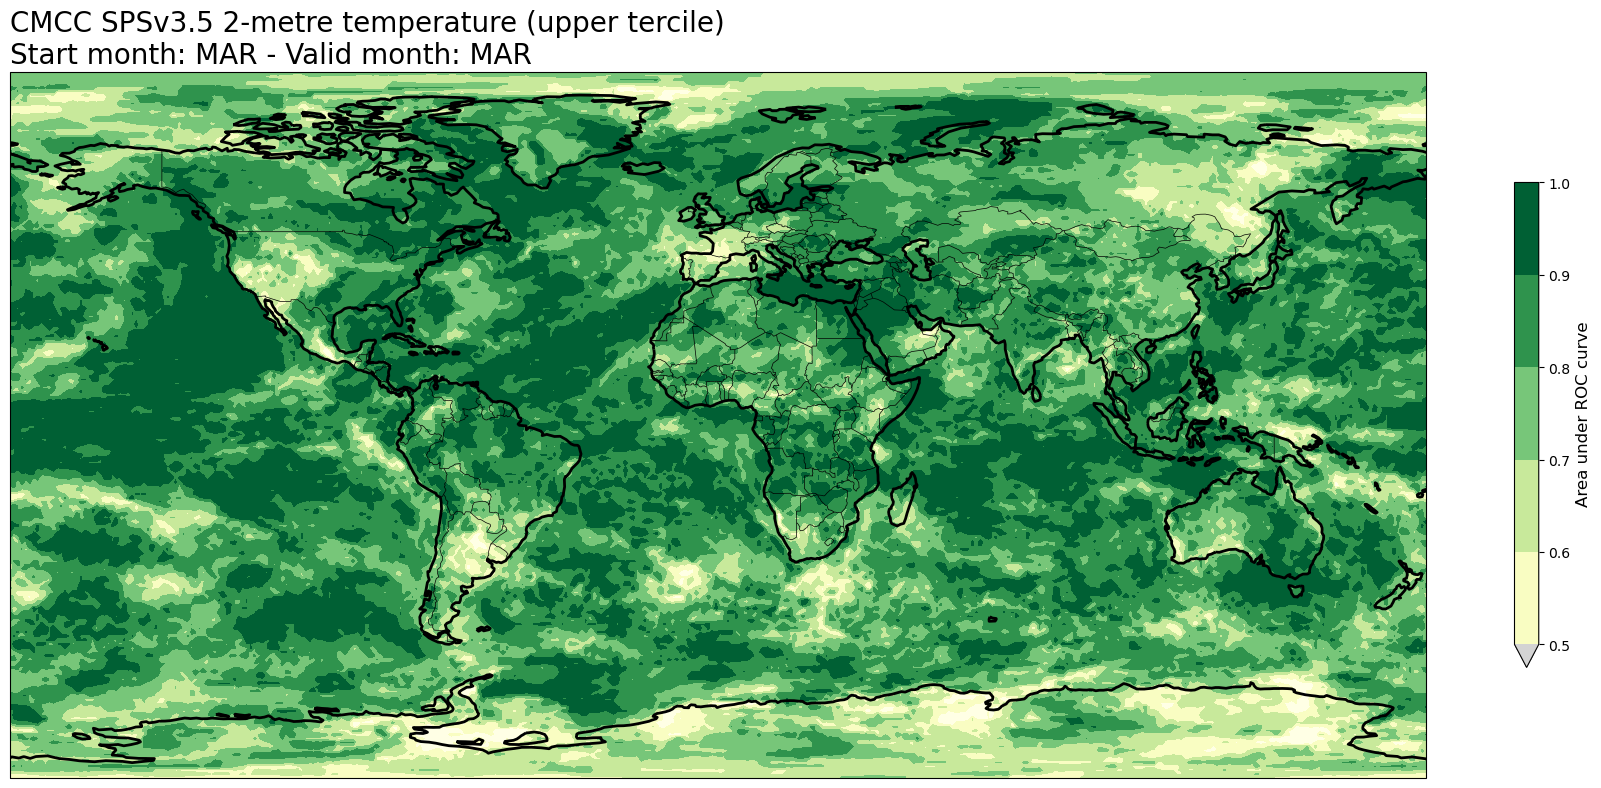 CMCC SPSv3.5 2-metre temperature (upper tercile)
Start month: MAR - Valid month: MAR
1.0
0.9
0.8
0.7
0.6
0.5
Area under ROC curve